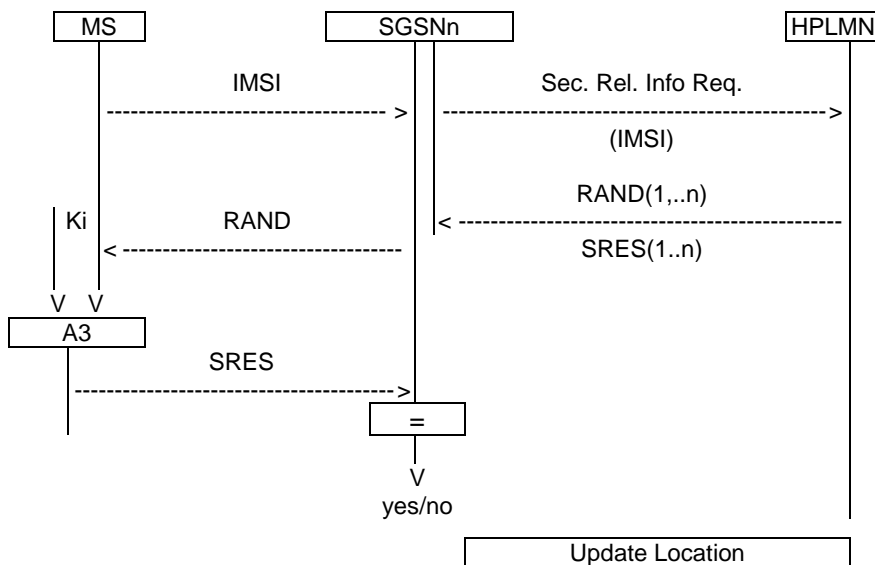 MS
SGSNn
HPLMN
IMSI
Sec. Rel. Info Req.
------------------------------------- >
---------------------------------------------------- >
(IMSI)
RAND(1,..n)
Ki
RAND
< ----------------------------------------------------
< -------------------------------------
SRES(1..n)
V V
A3
SRES
------------------------------------------ >
=
V
yes/no
Update Location